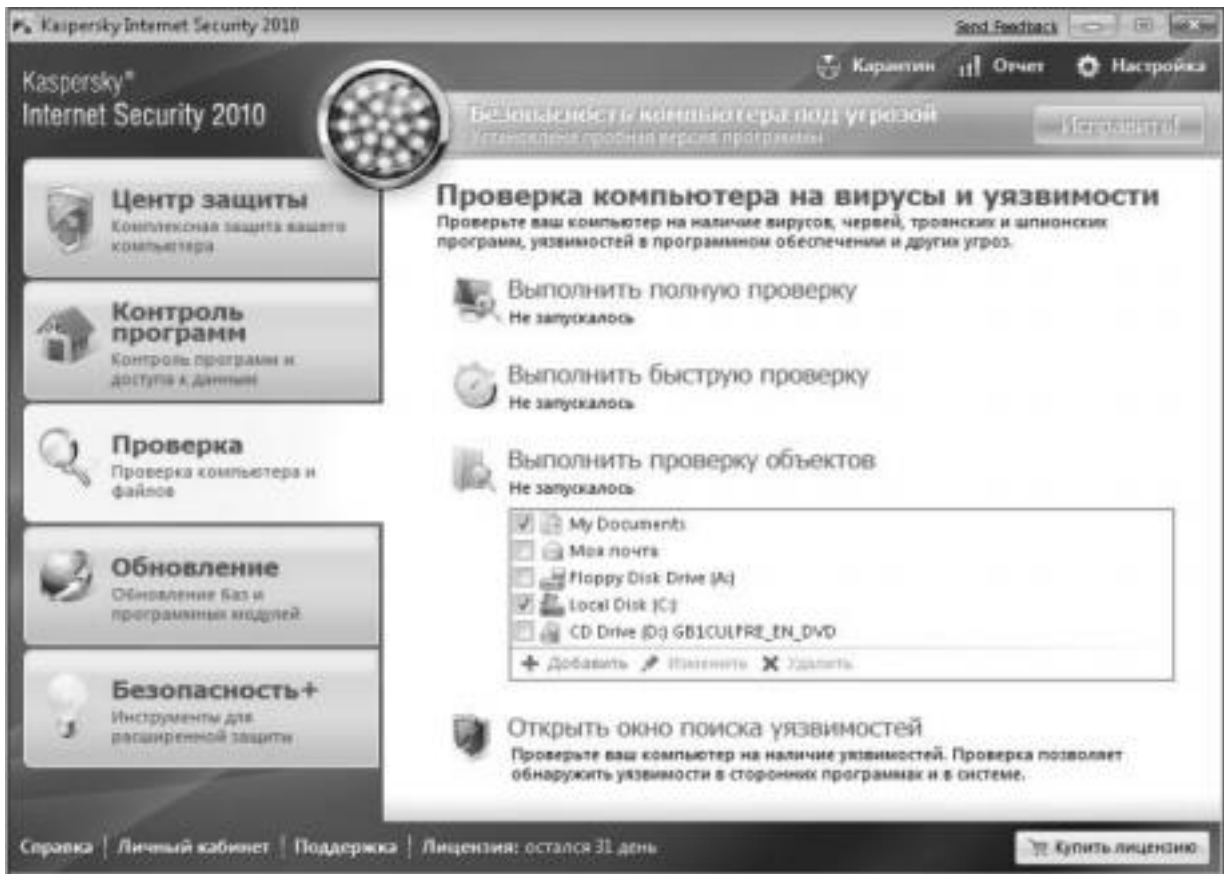 Kaspersky Internet Security 2010
Send Feedback
Kaspersky®
Internet Security 2010
Карантин
Отчет
Настройка
Безопасность компьютера под угрозой
Установлена пробная версия программы
Исправить!
Центр защиты
Комплексная защита вашего
компьютера
Контроль
программ
Контроль программ и
доступа к данным
Проверка
Проверка компьютера и
файлов
Обновление
Обновление баз и
программных модулей
Безопасность+
Инструменты для
расширенной защиты
Проверка компьютера на вирусы и уязвимости
Проверьте ваш компьютер на наличие вирусов, червей, троянских и шпионских
программ, уязвимостей в программном обеспечении и других угроз.
Выполнить полную проверку
Не запускалось
Выполнить быструю проверку
Не запускалось
Выполнить проверку объектов
Не запускалось
My Documents
Моя почта
Floppy Disk Drive (A:)
Local Disk (C:)
CD Drive (D:) GB1CULFRE_EN_DVD
Добавить Изменить Удалить
Открыть окно поиска уязвимостей
Проверьте ваш компьютер на наличие уязвимостей. Проверка позволяет
обнаружить уязвимости в сторонних программах и в системе.
Справка | Личный кабинет | Поддержка | Лицензия: остался 31 день
Купить лицензию